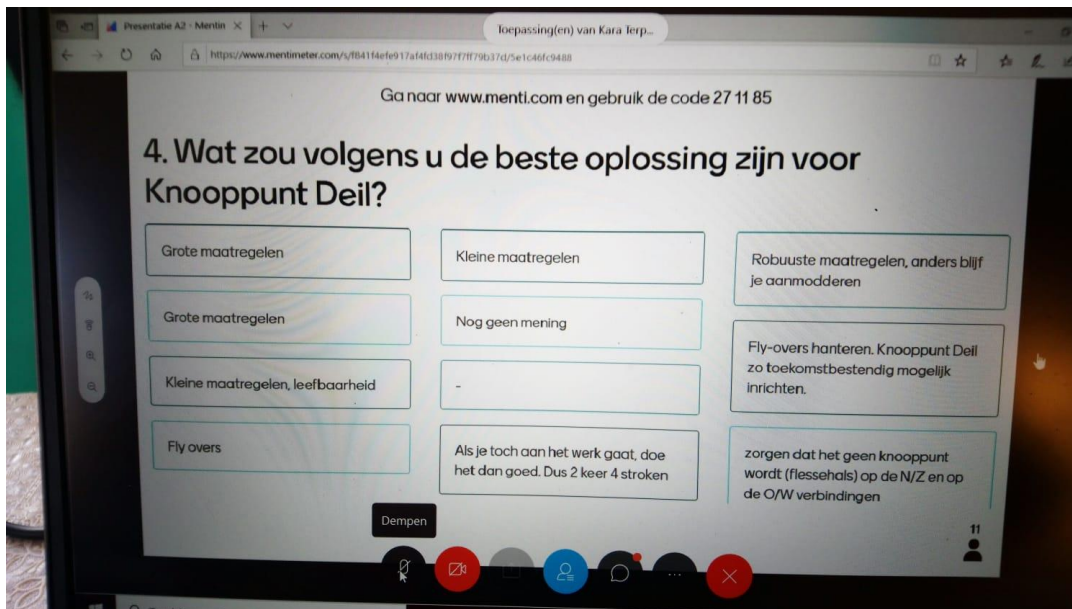 Presentatie A2 - Mentin
Toepassing(en) van Kara Terp...
Ga naar www.menti.com en gebruik de code 27 11 85
4. Wat zou volgens u de beste oplossing zijn voor
Knooppunt Deil?
Grote maatregelen
Grote maatregelen
Kleine maatregelen, leefbaarheid
Fly overs
Kleine maatregelen
Nog geen mening
-
Als je toch aan het werk gaat, doe
het dan goed. Dus 2 keer 4 stroken
Robuuste maatregelen, anders blijf
je aanmodderen
Fly-overs hanteren. Knooppunt Deil
zo toekomstbestendig mogelijk
inrichten.
zorgen dat het geen knooppunt
wordt (flessehals) op de N/Z en op
de O/W verbindingen
Dempen
11